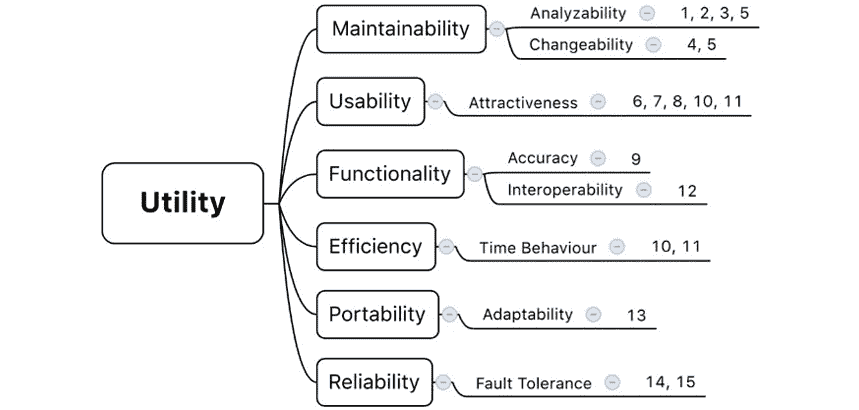 Utility
Maintainability
Analyzability 1, 2, 3, 5
Changeability 4, 5
Usability
Attractiveness 6, 7, 8, 10, 11
Functionality
Accuracy 9
Interoperability 12
Efficiency
Time Behaviour 10, 11
Portability
Adaptability 13
Reliability
Fault Tolerance 14, 15